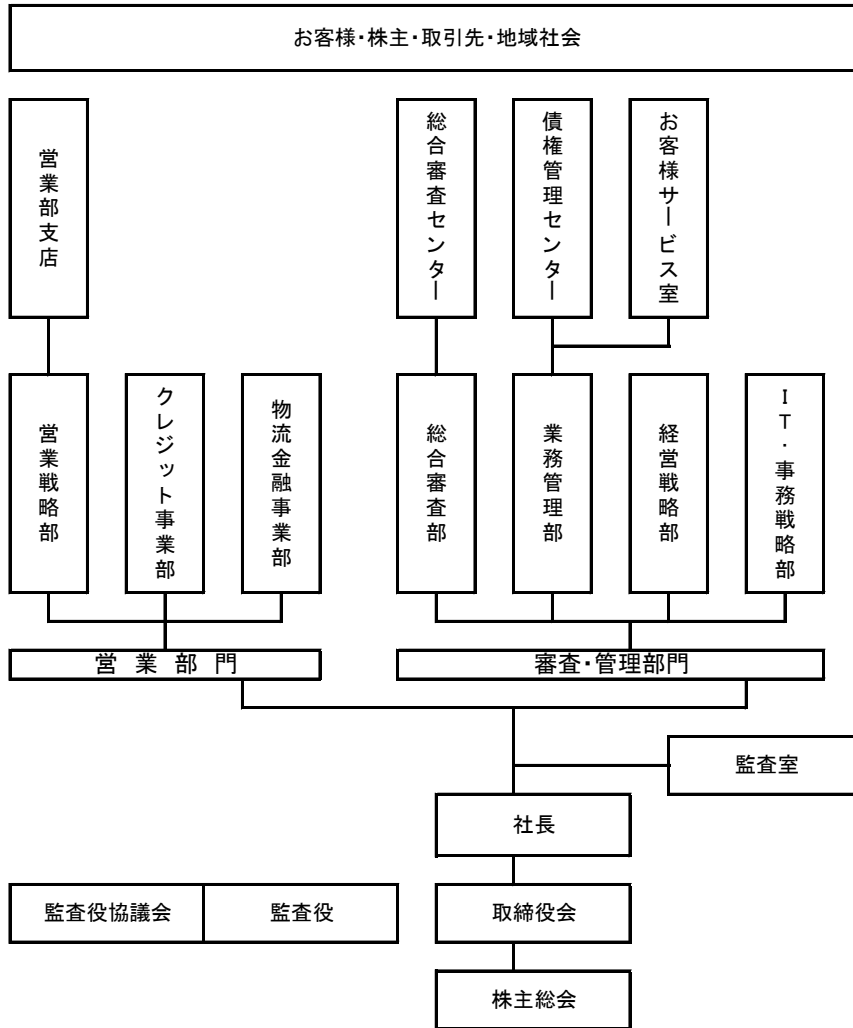 お客様・株主・取引先・地域社会
営業部支店
総合審査センター
債権管理センター
お客様サービス室
営業戦略部
クレジット事業部
物流金融事業部
総合審査部
業務管理部
経営戦略部
IT・事務戦略部
営業部門
審査・管理部門
監査室
社長
監査役協議会
監査役
取締役会
株主総会